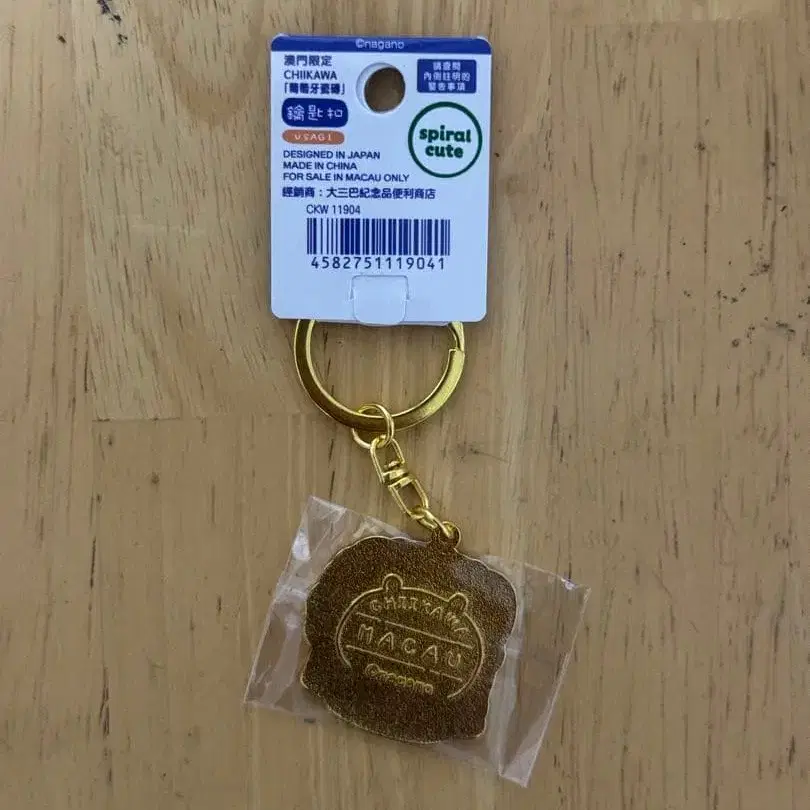 ©nagano
澳門限定
CHIIKAWA
「葡萄牙瓷磚」
鑰匙扣
USAGI
請查閱
內側註明的
警告事項
spiral
cute
DESIGNED IN JAPAN
MADE IN CHINA
FOR SALE IN MACAU ONLY
經銷商：大三巴紀念品便利商店
CKW 11904
4582751119041
CHIIKAWA
MACAU
©nagano